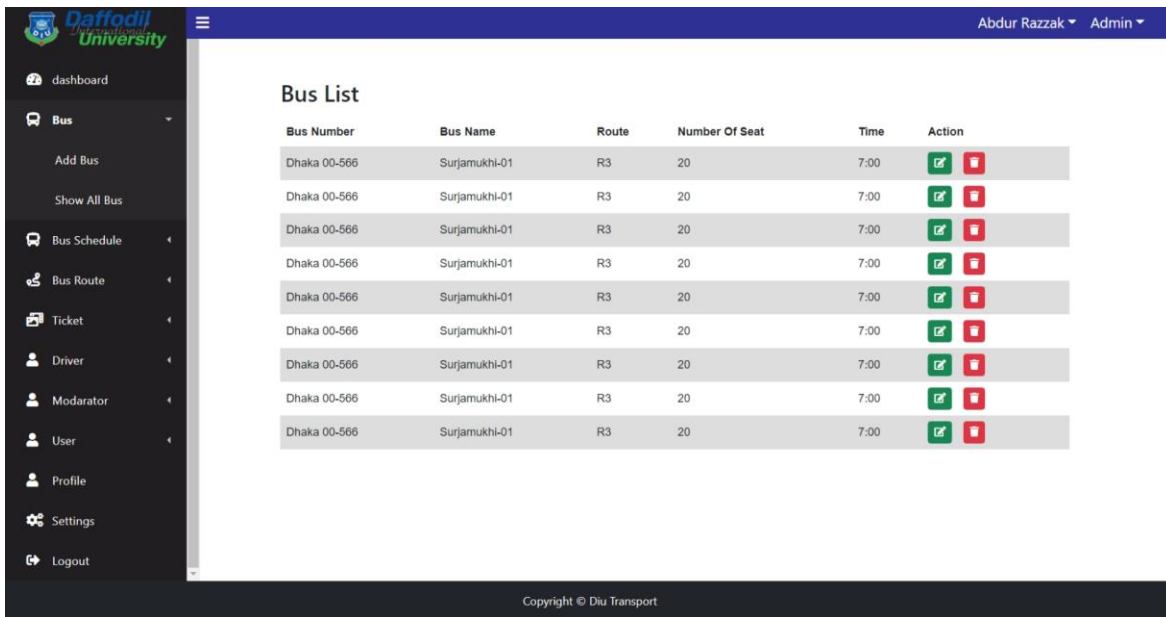 Daffodil
International
University
Abdur Razzak Admin
dashboard
Bus
Add Bus
Show All Bus
Bus Schedule
Bus Route
Ticket
Driver
Modarator
User
Profile
Settings
Logout
Bus List
Bus Number Bus Name Route Number Of Seat Time Action
Dhaka 00-566 Surjamukhi-01 R3 20 7:00
Dhaka 00-566 Surjamukhi-01 R3 20 7:00
Dhaka 00-566 Surjamukhi-01 R3 20 7:00
Dhaka 00-566 Surjamukhi-01 R3 20 7:00
Dhaka 00-566 Surjamukhi-01 R3 20 7:00
Dhaka 00-566 Surjamukhi-01 R3 20 7:00
Dhaka 00-566 Surjamukhi-01 R3 20 7:00
Dhaka 00-566 Surjamukhi-01 R3 20 7:00
Dhaka 00-566 Surjamukhi-01 R3 20 7:00
Copyright © Diu Transport